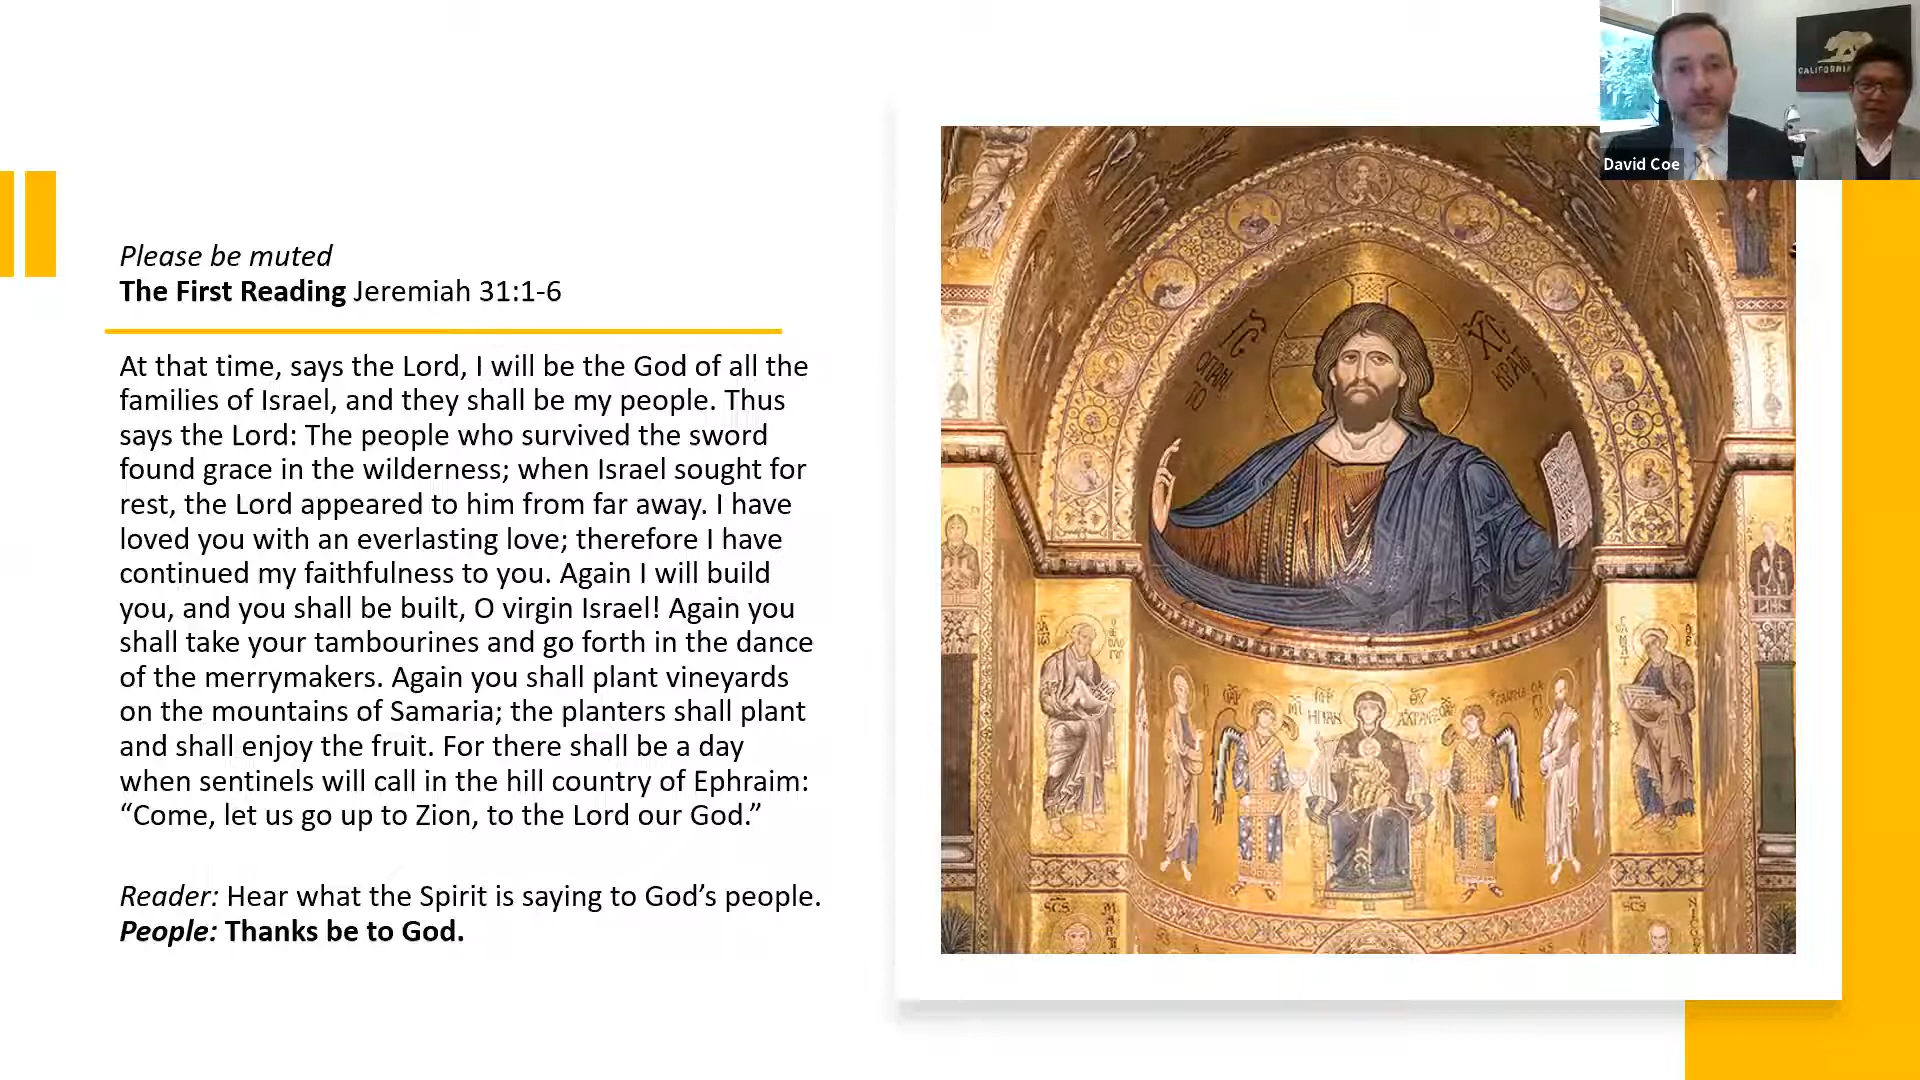 Please be muted
The First Reading Jeremiah 31:1-6
At that time, says the Lord, I will be the God of all the
families of Israel, and they shall be my people. Thus
says the Lord: The people who survived the sword
found grace in the wilderness; when Israel sought for
rest, the Lord appeared to him from far away. I have
loved you with an everlasting love; therefore I have
continued my faithfulness to you. Again I will build
you, and you shall be built, O virgin Israel! Again you
shall take your tambourines and go forth in the dance
of the merrymakers. Again you shall plant vineyards
on the mountains of Samaria; the planters shall plant
and shall enjoy the fruit. For there shall be a day
when sentinels will call in the hill country of Ephraim:
“Come, let us go up to Zion, to the Lord our God.”
Reader: Hear what the Spirit is saying to God’s people.
People: Thanks be to God.
David Coe